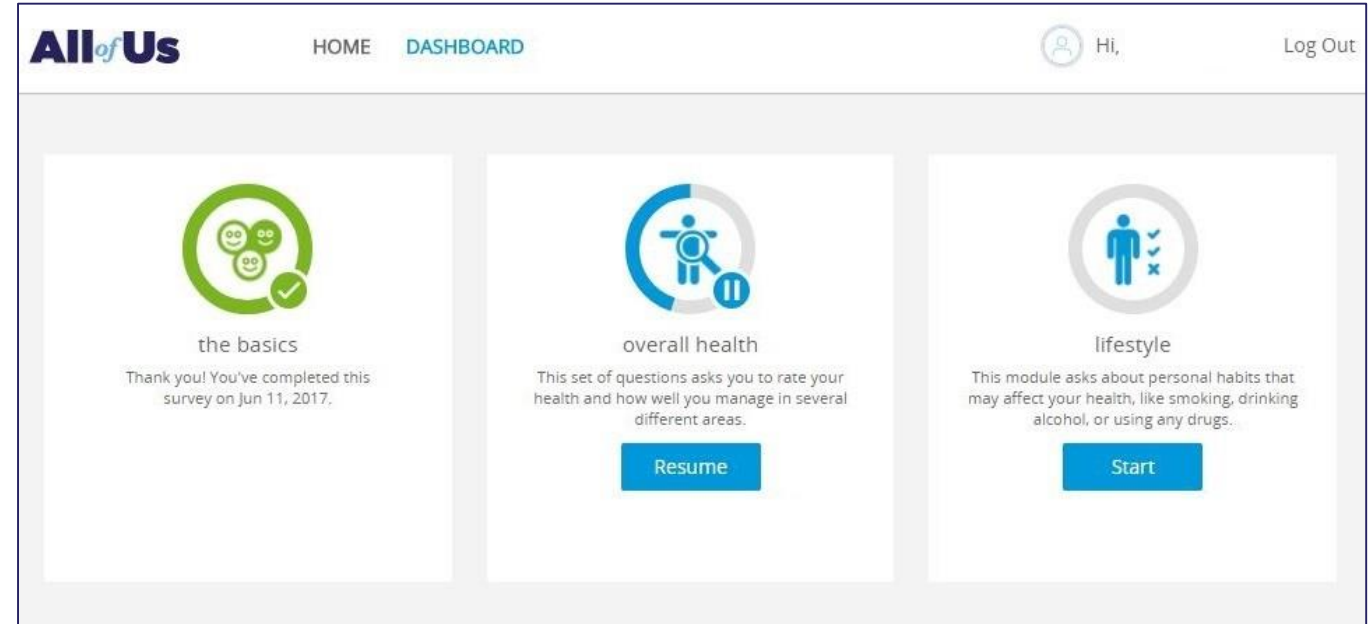 All of Us HOME DASHBOARD Hi, Log Out
the basics
Thank you! You've completed this
survey on Jun 11, 2017.
overall health
This set of questions asks you to rate your
health and how well you manage in several
different areas.
Resume
lifestyle
This module asks about personal habits that
may affect your health, like smoking, drinking
alcohol, or using any drugs.
Start